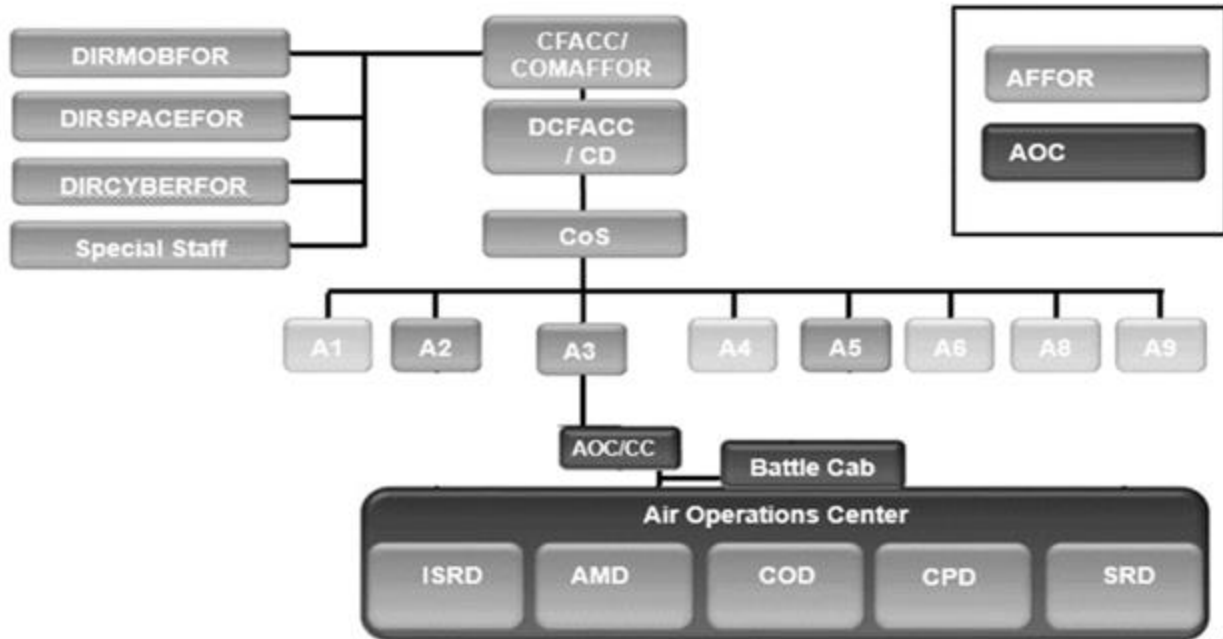 DIRMOBFOR
DIRSPACEFOR
DIRCYBERFOR
Special Staff
CFACC/
COMAFFOR
DCFACC
/ CD
CoS
AFFOR
AOC
A1
A2
A3
A4
A5
A6
A8
A9
AOC/CC
Battle Cab
Air Operations Center
ISRD
AMD
COD
CPD
SRD